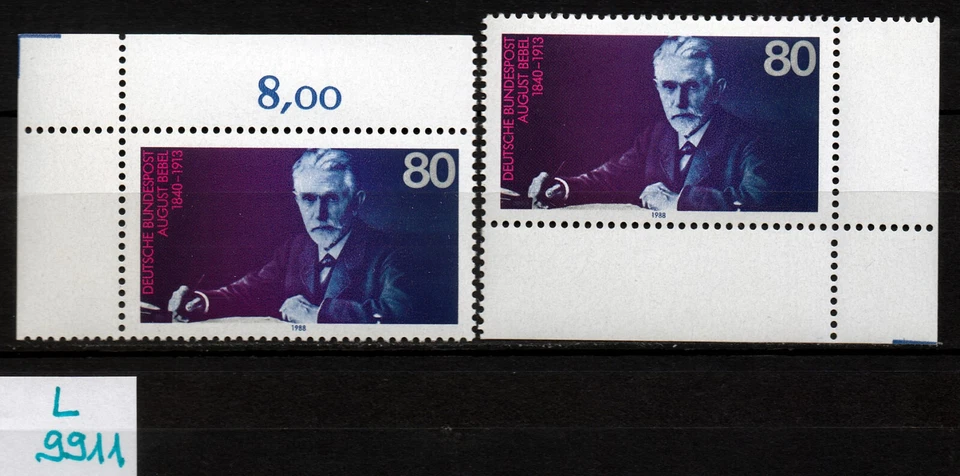 8,00
80
DEUTSCHE BUNDESPOST
AUGUST BEBEL
1840-1913
1988
80
DEUTSCHE BUNDESPOST
AUGUST BEBEL
1840-1913
1988
L
9911